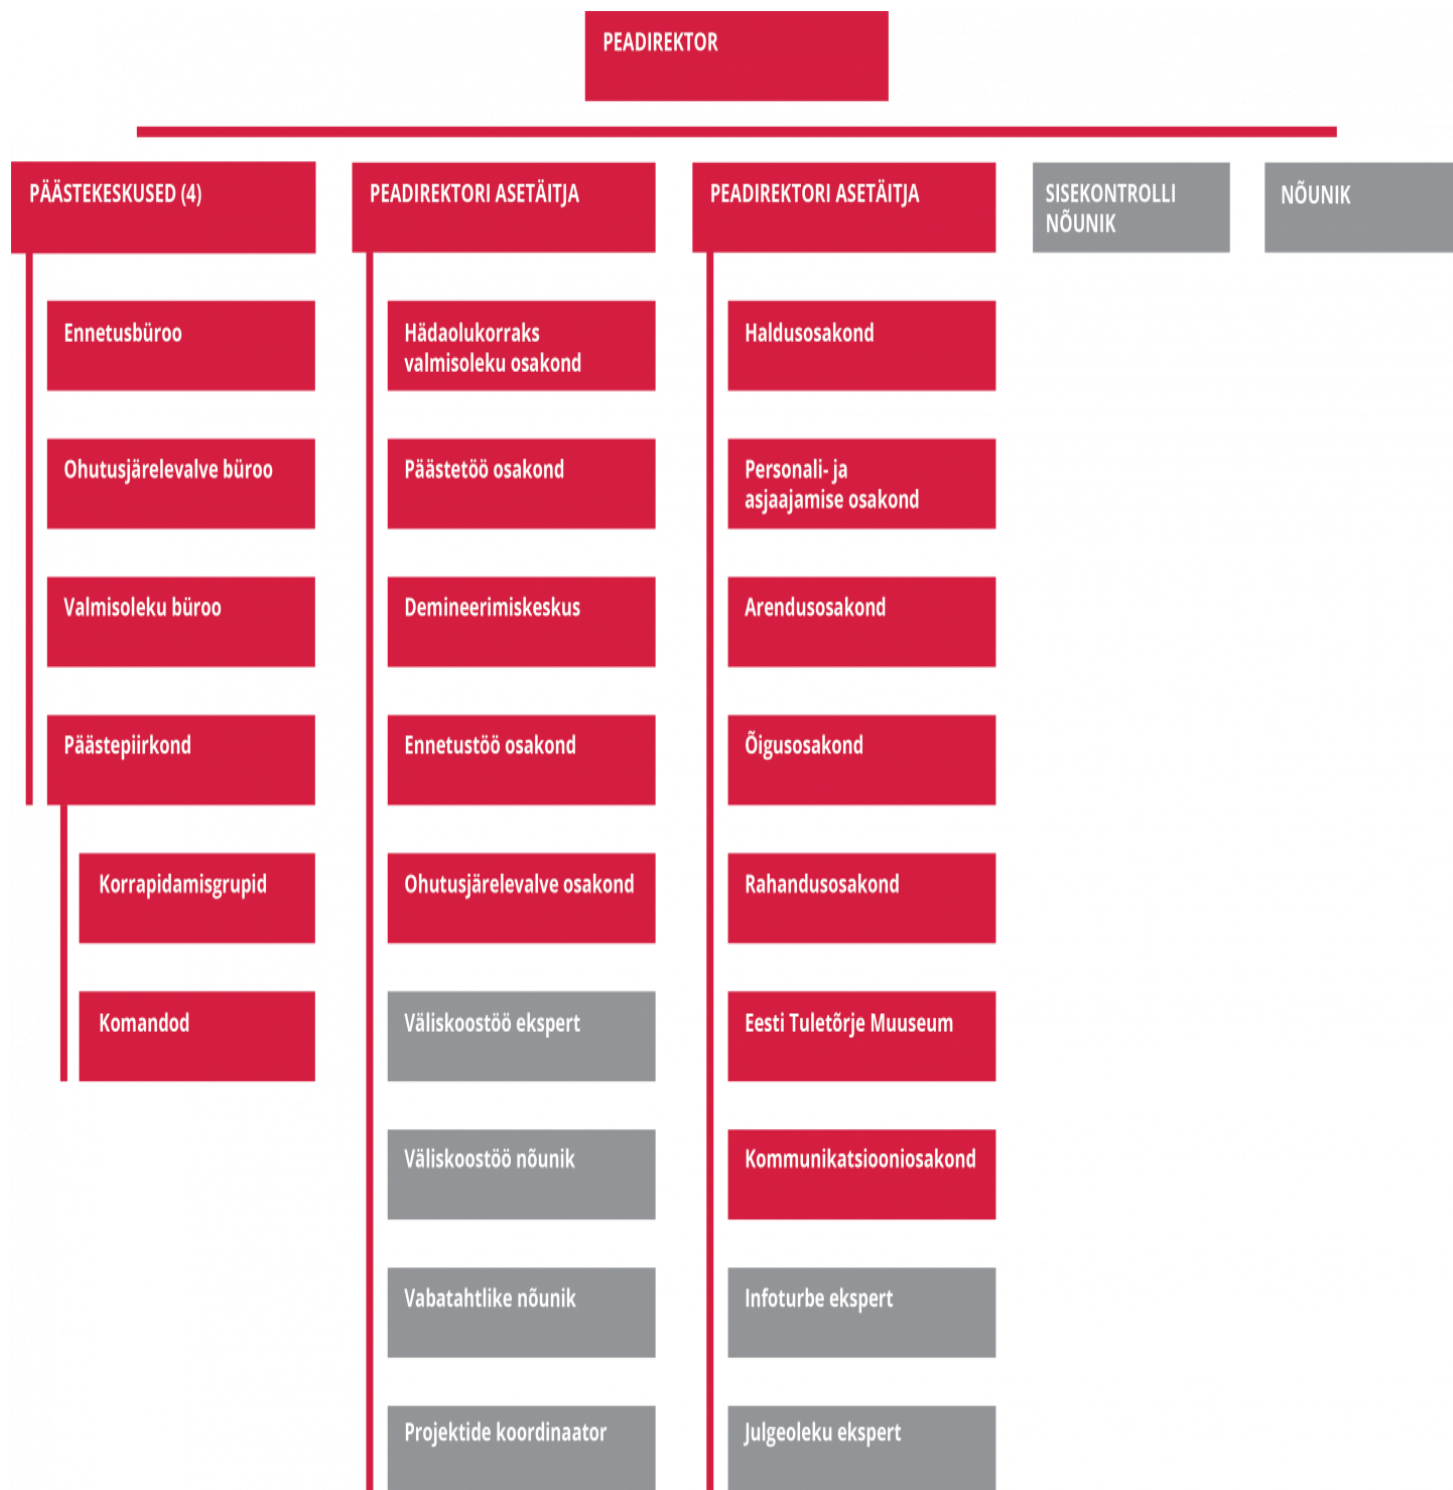 PEADIREKTOR
PÄÄSTEKESKUSED (4)
Ennetusbüroo
Ohutusjärelevalve büroo
Valmisoleku büroo
Päästepiirkond
Korrapidamisgrupid
Komandod
PEADIREKTORI ASETÄITJA
Hädaolukorraks
valmisoleku osakond
Päästetöö osakond
Demineerimiskeskus
Ennetustöö osakond
Ohutusjärelevalve osakond
Väliskoostöö ekspert
Väliskoostöö nõunik
Vabatahtlike nõunik
Projektide koordinaator
PEADIREKTORI ASETÄITJA
Haldusosakond
Personali- ja
asjaajamise osakond
Arendusosakond
Õigusosakond
Rahandusosakond
Eesti Tuletõrje Muuseum
Kommunikatsiooniosakond
Infoturbe ekspert
Julgeoleku ekspert
SISEKONTROLLI
NÕUNIK
NÕUNIK